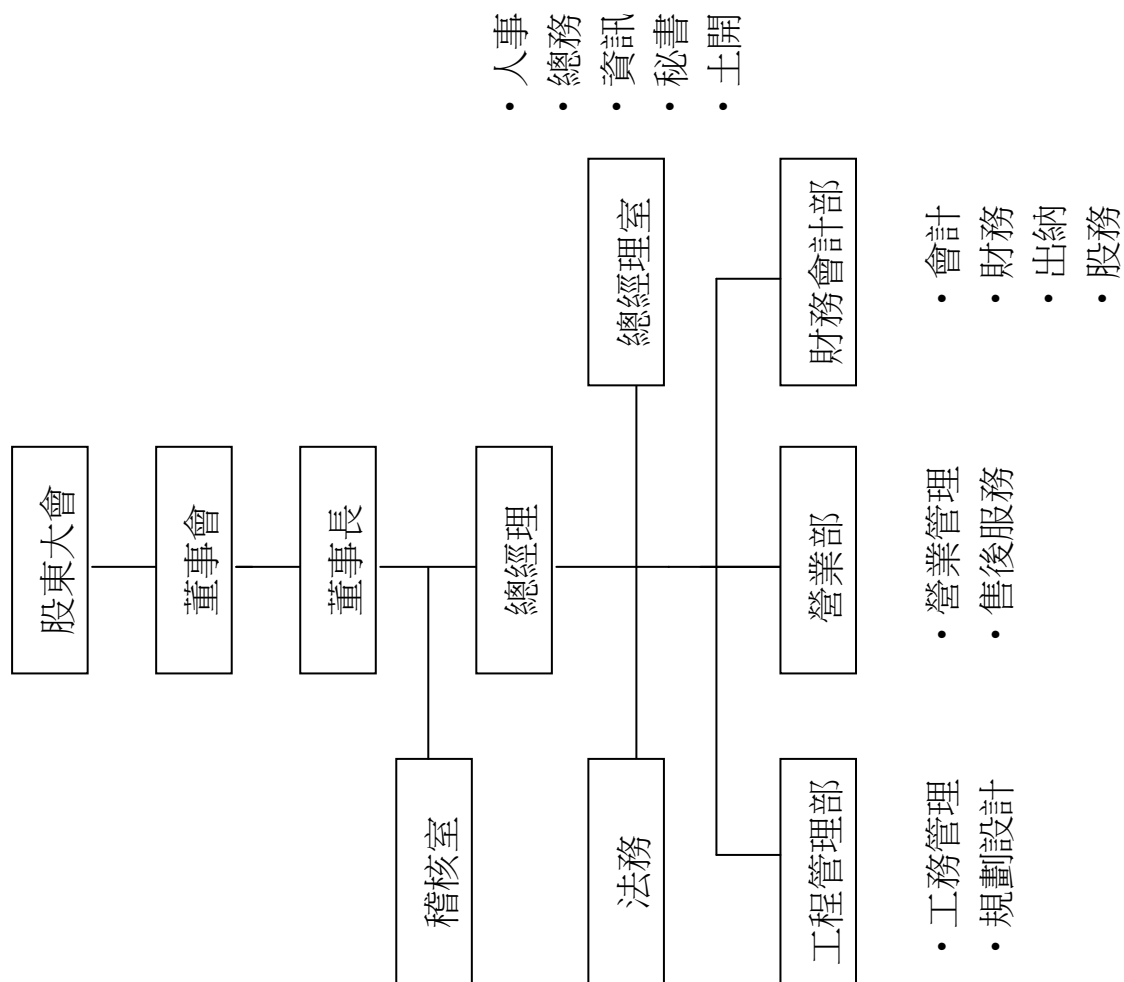 股東大會
董事會
董事長
稽核室
總經理
法務
總經理室
・人事
・總務
・資訊
・秘書
・土開
工程管理部
營業部
財務會計部
・工務管理
・規劃設計
・營業管理
・售後服務
・會計
・財務
・出納
・股務